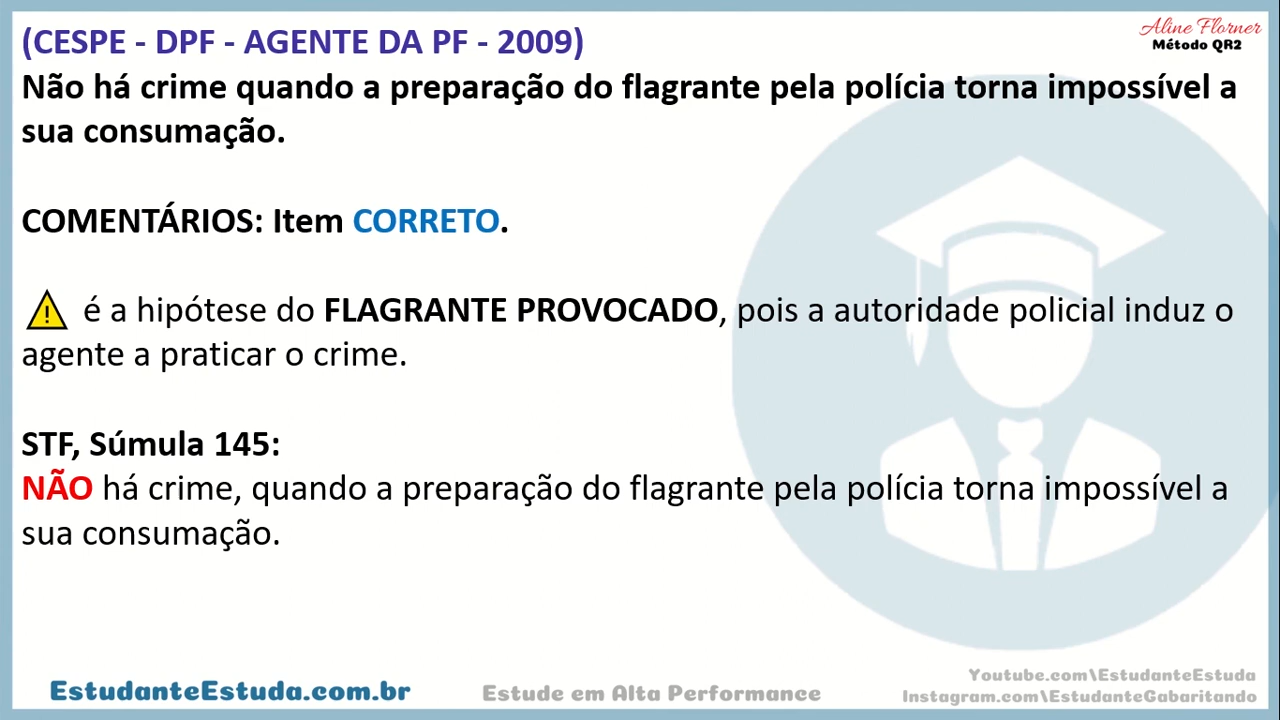 (CESPE - DPF - AGENTE DA PF - 2009)
Aline Florner
Método QR2
Não há crime quando a preparação do flagrante pela polícia torna impossível a
sua consumação.
COMENTÁRIOS: Item CORRETO.
é a hipótese do FLAGRANTE PROVOCADO, pois a autoridade policial induz o
agente a praticar o crime.
STF, Súmula 145:
NÃO há crime, quando a preparação do flagrante pela polícia torna impossível a
sua consumação.
EstudanteEstuda.com.br
Estude em Alta Performance
Youtube.com\EstudanteEstuda
Instagram.com\EstudanteGabaritando